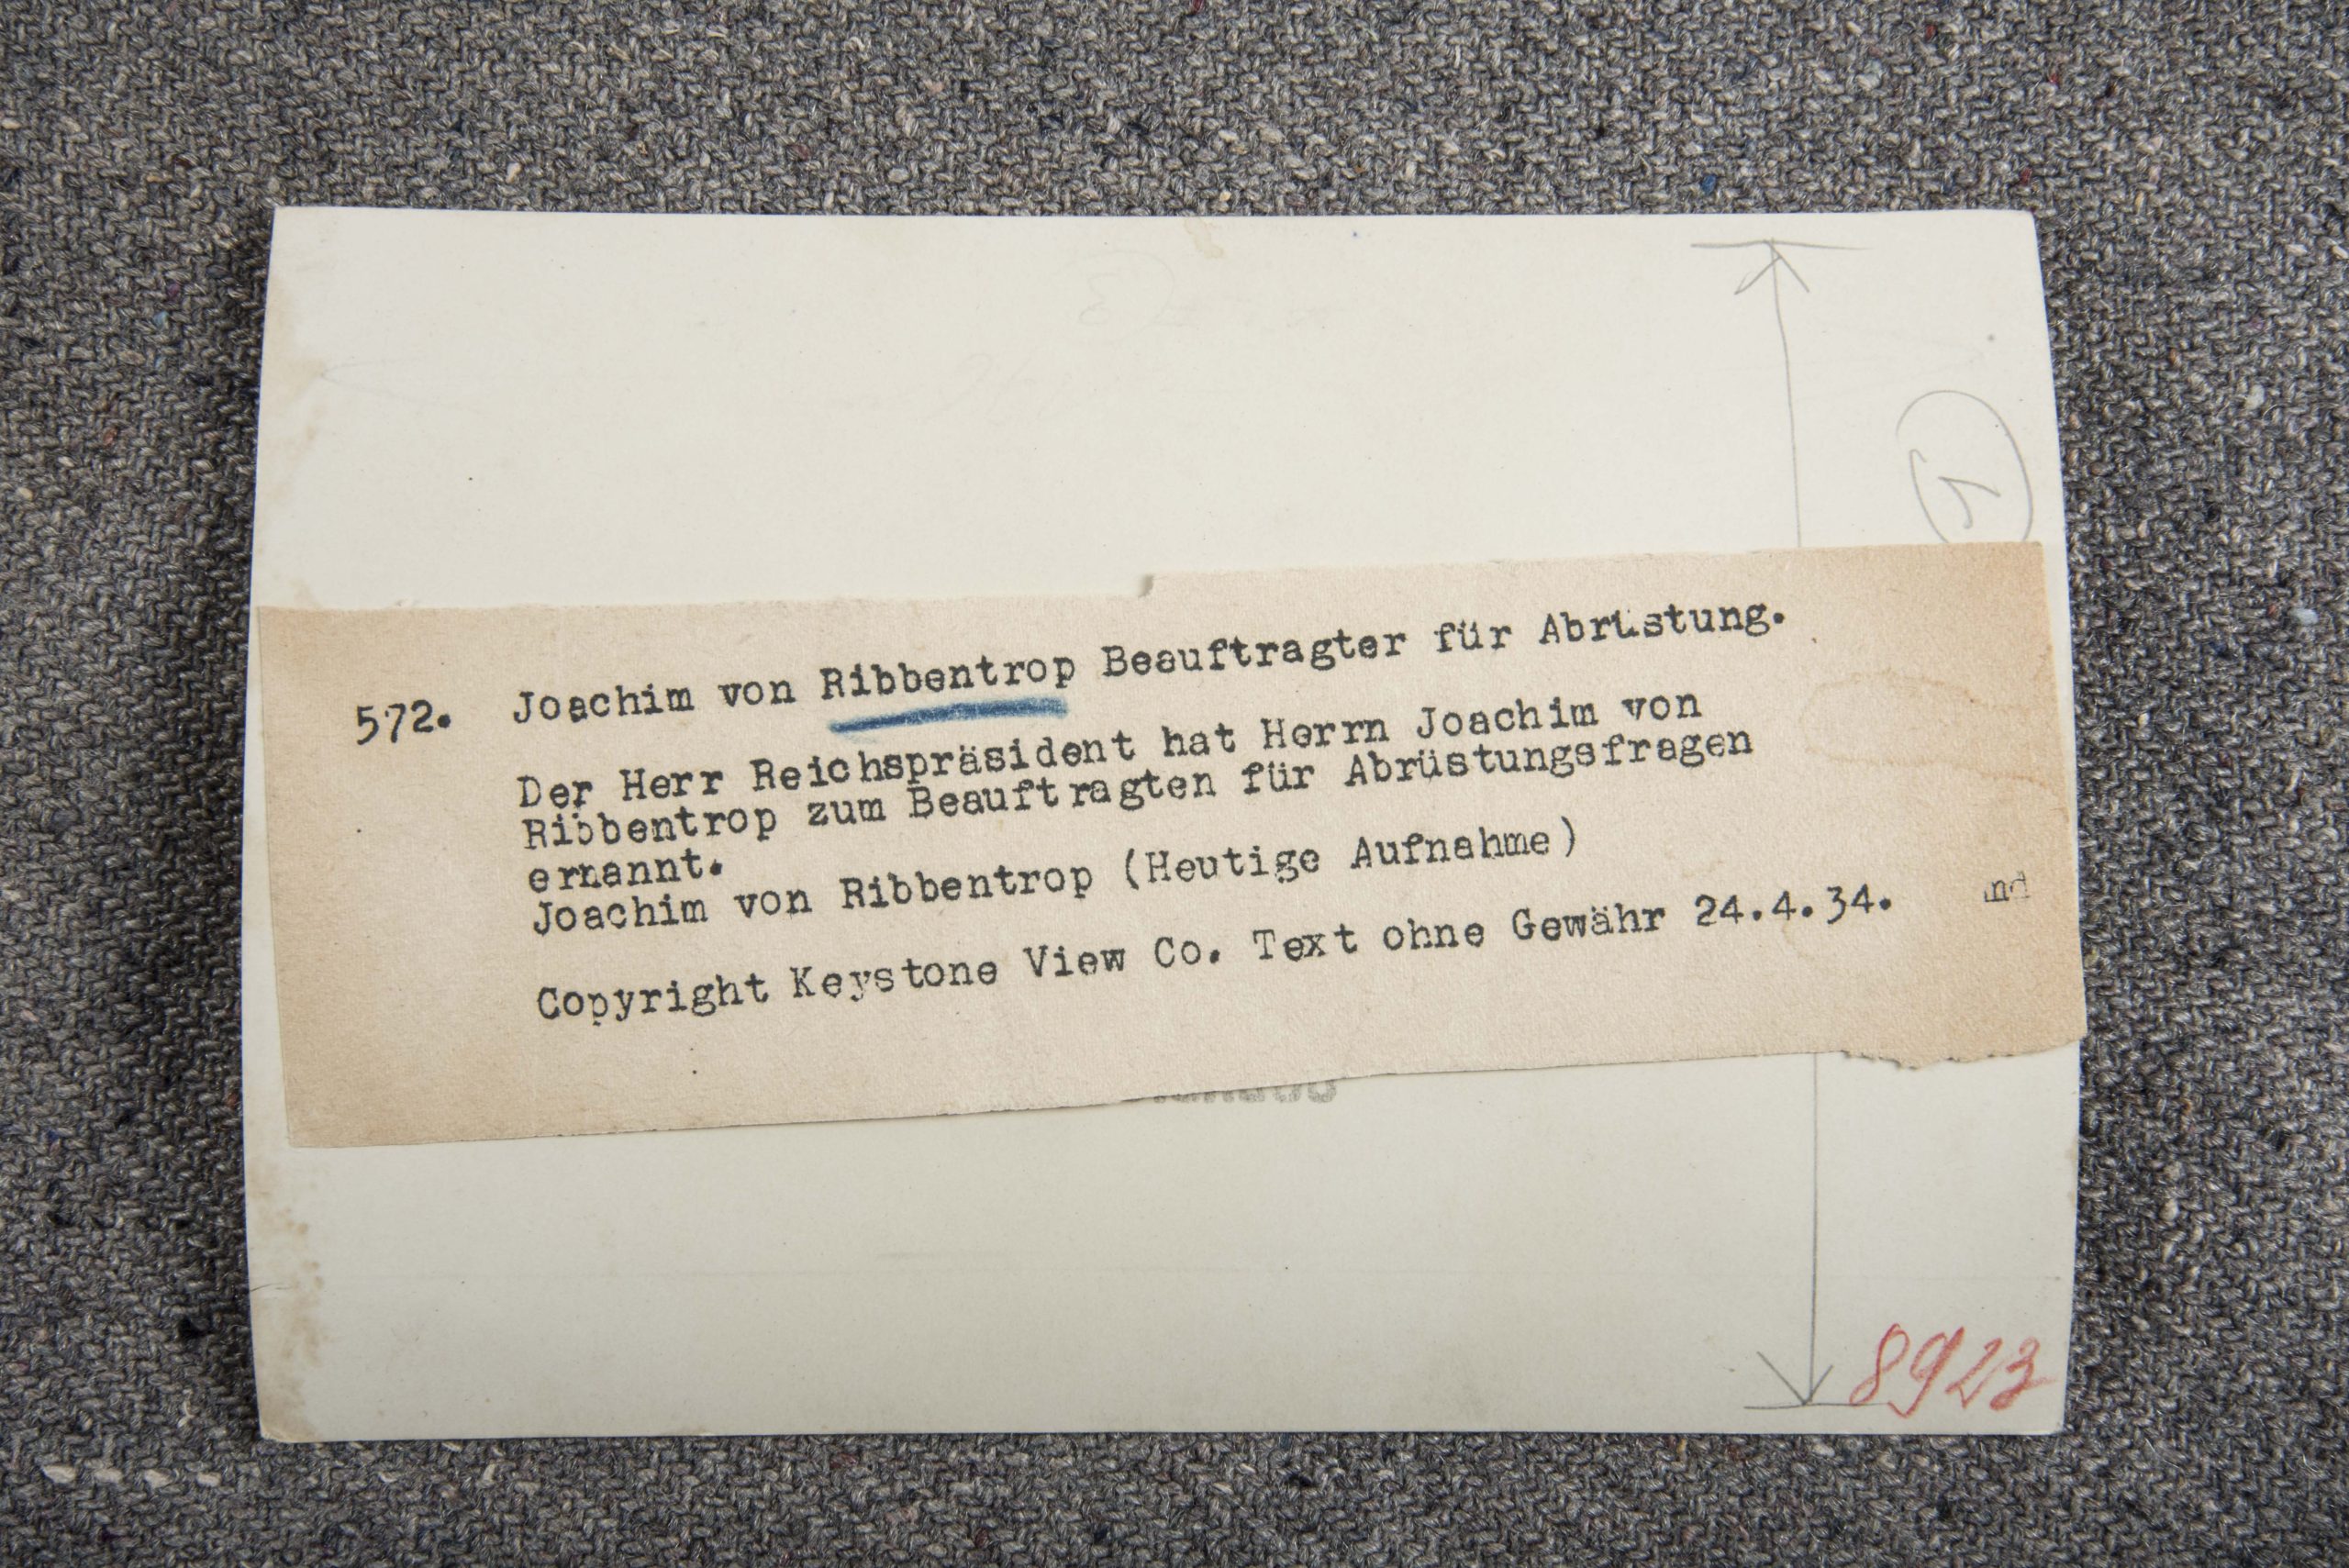 572. Joachim von Ribbentrop Beauftragter für Abrüstung.
Der Herr Reichspräsident hat Herrn Joachim von
Ribbentrop zum Beauftragten für Abrüstungsfragen
ernannt.
Joachim von Ribbentrop (Heutige Aufnahme)
Copyright Keystone View Co. Text ohne Gewähr 24.4.34. nd
8923